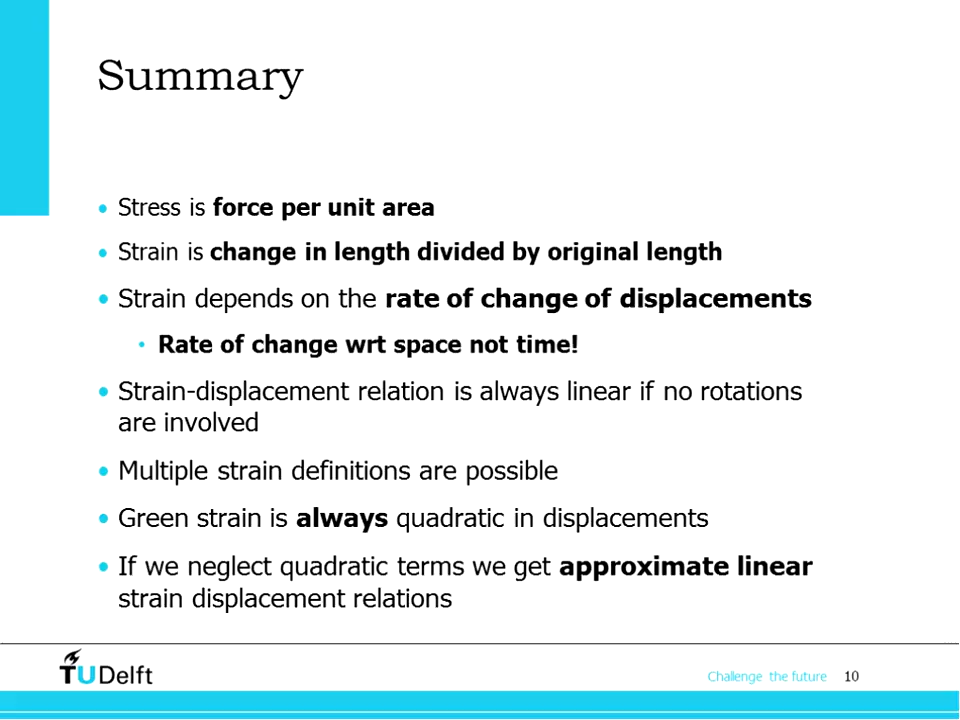 Summary
• Stress is force per unit area
• Strain is change in length divided by original length
• Strain depends on the rate of change of displacements
• Rate of change wrt space not time!
• Strain-displacement relation is always linear if no rotations
are involved
• Multiple strain definitions are possible
• Green strain is always quadratic in displacements
• If we neglect quadratic terms we get approximate linear
strain displacement relations
TUDelft
Challenge the future 10